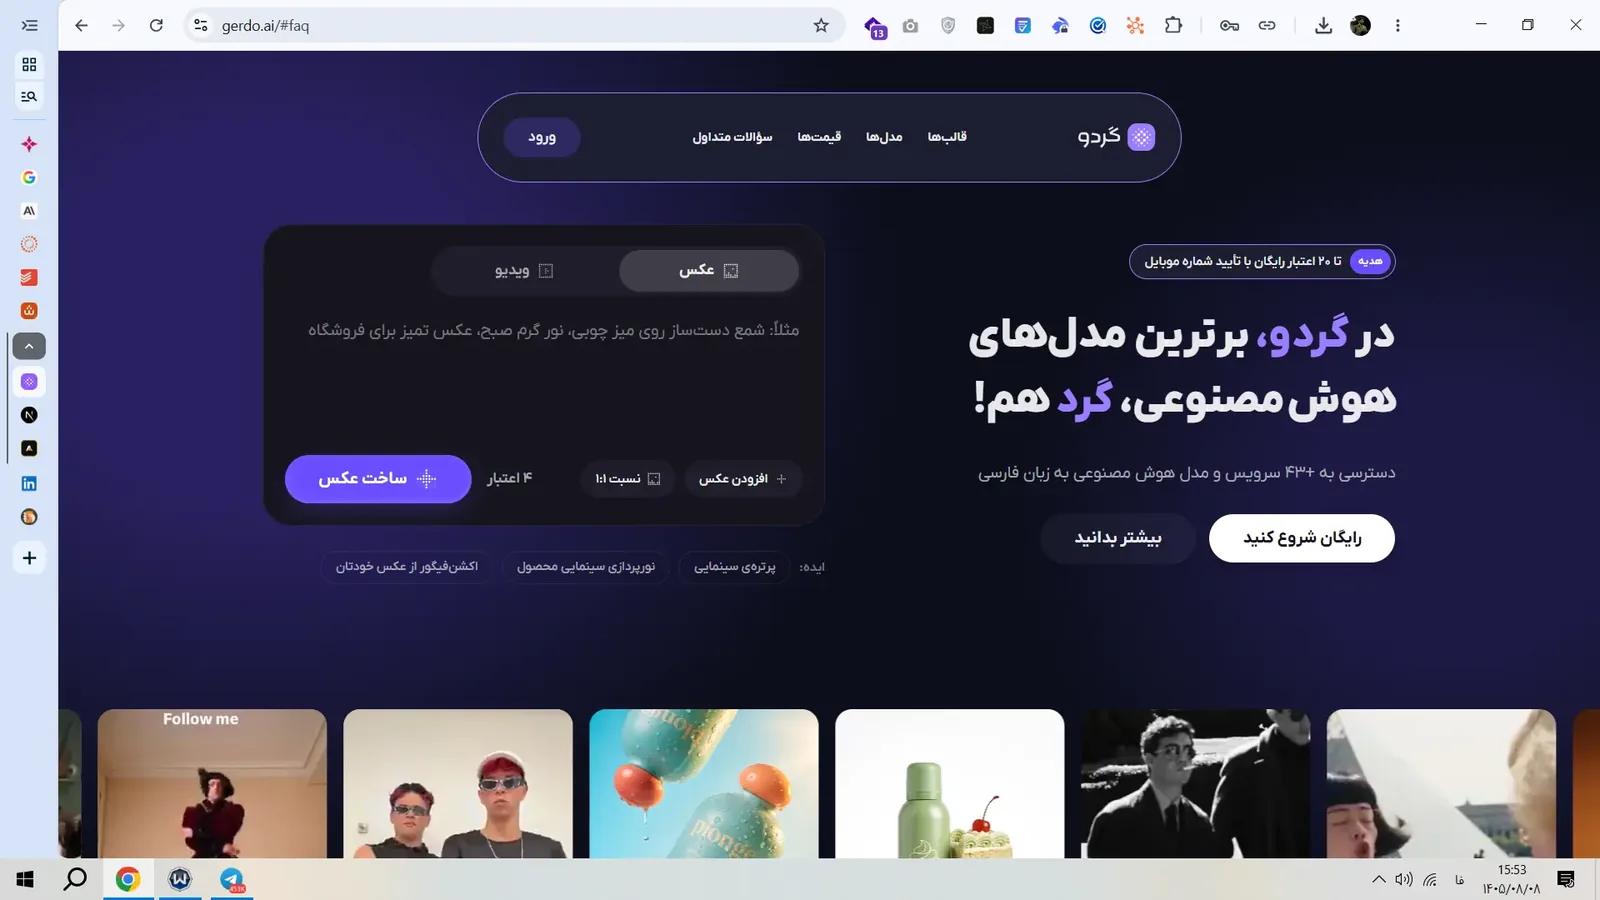 gerdo.ai/#faq
13
گردو
قالب‌ها
مدل‌ها
قیمت‌ها
سؤالات متداول
ورود
هدیه تا ۲۰ اعتبار رایگان با تأیید شماره موبایل
در گردو، برترین مدل‌های
هوش مصنوعی، گرد هم!
دسترسی به +۴۳ سرویس و مدل هوش مصنوعی به زبان فارسی
رایگان شروع کنید
بیشتر بدانید
عکس
ویدیو
مثلاً: شمع دست‌ساز روی میز چوبی، نور گرم صبح، عکس تمیز برای فروشگاه
افزودن عکس
نسبت ۱:۱
۴ اعتبار
ساخت عکس
ایده:
پرتره‌ی سینمایی
نورپردازی سینمایی محصول
اکشن‌فیگور از عکس خودتان
Follow me
plonge
فا
15:53
۱۴۰۵/۰۸/۰۸